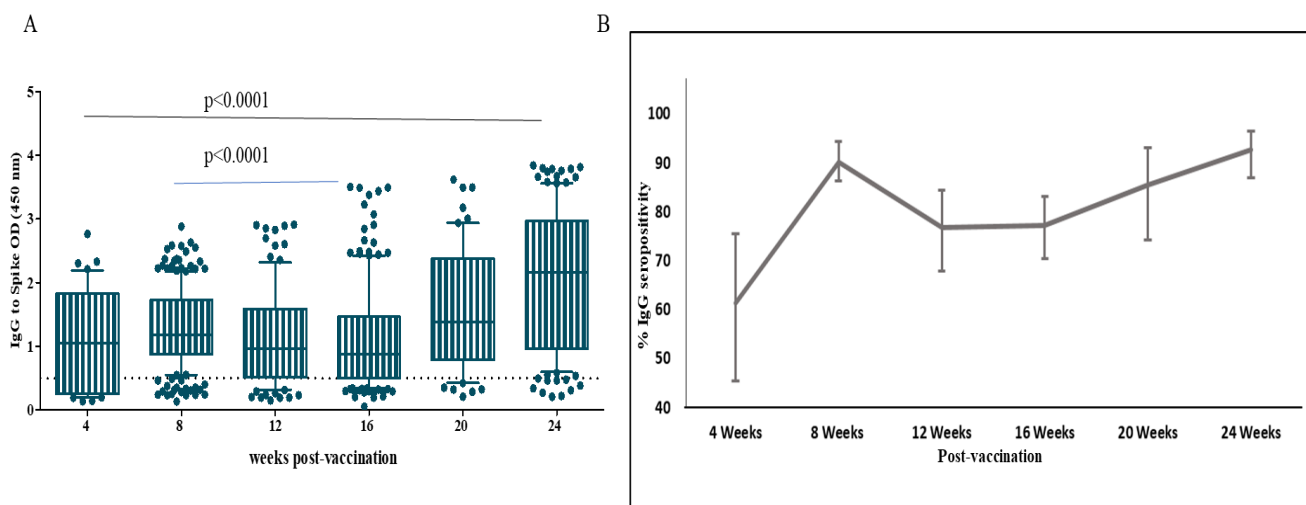 A
B
p<0.0001
p<0.0001
IgG to Spike OD (450 nm)
5
4
3
2
1
0
4 8 12 16 20 24
weeks post-vaccination
% IgG seropositivity
100
90
80
70
60
50
40
4 Weeks 8 Weeks 12 Weeks 16 Weeks 20 Weeks 24 Weeks
Post-vaccination